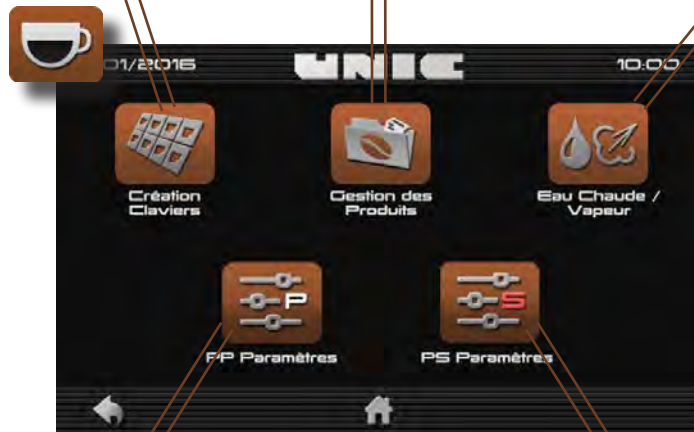 01/2016
UNIC
10:00
Création
Claviers
Gestion des
Produits
Eau Chaude /
Vapeur
P
S
PP Paramètres
PS Paramètres